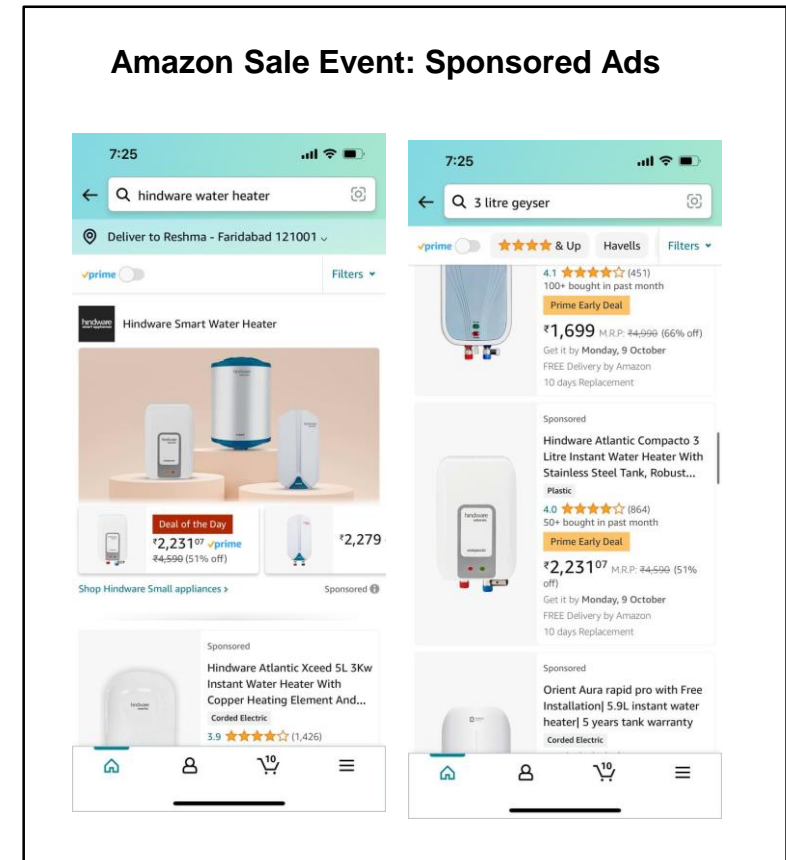 Amazon Sale Event: Sponsored Ads
7:25
hindware water heater
Deliver to Reshma - Faridabad 121001
prime
Filters
hindware
smart appliances
Hindware Smart Water Heater
Deal of the Day
₹2,231⁰⁷ prime
₹4,590 (51% off)
₹2,279
Shop Hindware Small appliances ›
Sponsored
Sponsored
Hindware Atlantic Xceed 5L 3Kw
Instant Water Heater With
Copper Heating Element And...
Corded Electric
3.9 (1,426)
10
7:25
3 litre geyser
prime
& Up
Havells
Filters
4.1 (451)
100+ bought in past month
Prime Early Deal
₹1,699 M.R.P: ₹4,990 (66% off)
Get it by Monday, 9 October
FREE Delivery by Amazon
10 days Replacement
Sponsored
Hindware Atlantic Compacto 3
Litre Instant Water Heater With
Stainless Steel Tank, Robust...
Plastic
4.0 (864)
50+ bought in past month
Prime Early Deal
₹2,231⁰⁷ M.R.P: ₹4,590 (51%
off)
Get it by Monday, 9 October
FREE Delivery by Amazon
10 days Replacement
Sponsored
Orient Aura rapid pro with Free
Installation| 5.9L instant water
heater| 5 years tank warranty
Corded Electric
10